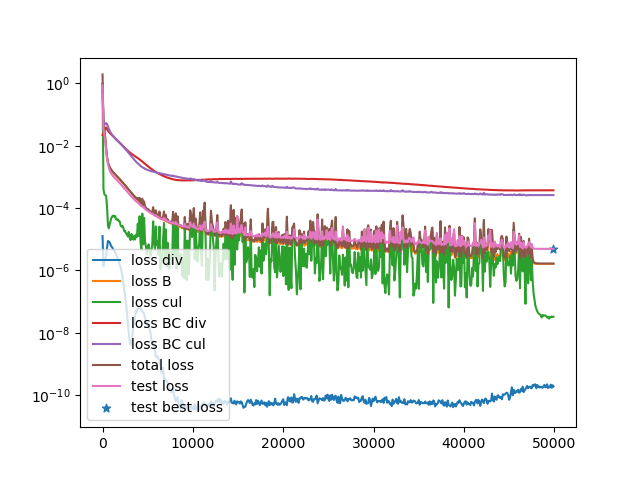 10⁰
10⁻²
10⁻⁴
10⁻⁶
10⁻⁸
10⁻¹⁰
loss div
loss B
loss cul
loss BC div
loss BC cul
total loss
test loss
test best loss
0 10000 20000 30000 40000 50000